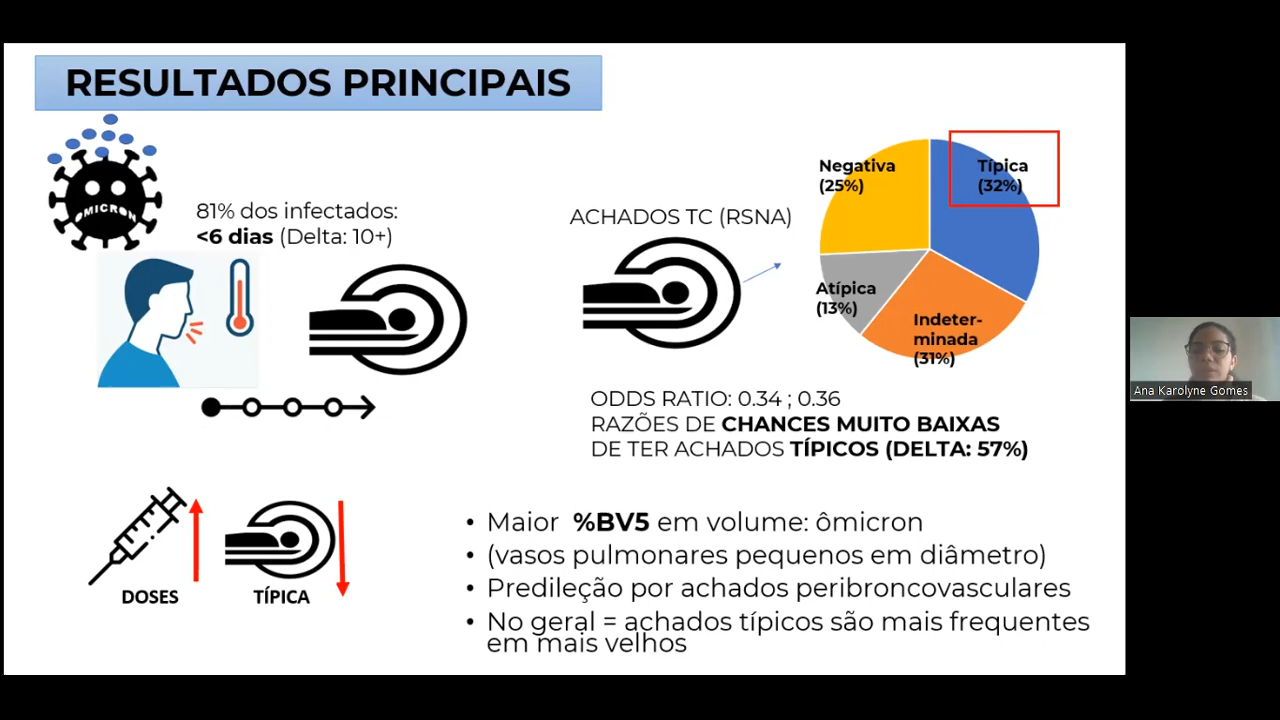 RESULTADOS PRINCIPAIS
OMICRON
81% dos infectados:
<6 dias (Delta: 10+)
ACHADOS TC (RSNA)
Negativa
(25%)
Típica
(32%)
Atípica
(13%)
Indeter-
minada
(31%)
ODDS RATIO: 0.34 ; 0.36
RAZÕES DE CHANCES MUITO BAIXAS
DE TER ACHADOS TÍPICOS (DELTA: 57%)
DOSES
TÍPICA
• Maior %BV5 em volume: ômicron
• (vasos pulmonares pequenos em diâmetro)
• Predileção por achados peribroncovasculares
• No geral = achados típicos são mais frequentes
em mais velhos
Ana Karolyne Gomes